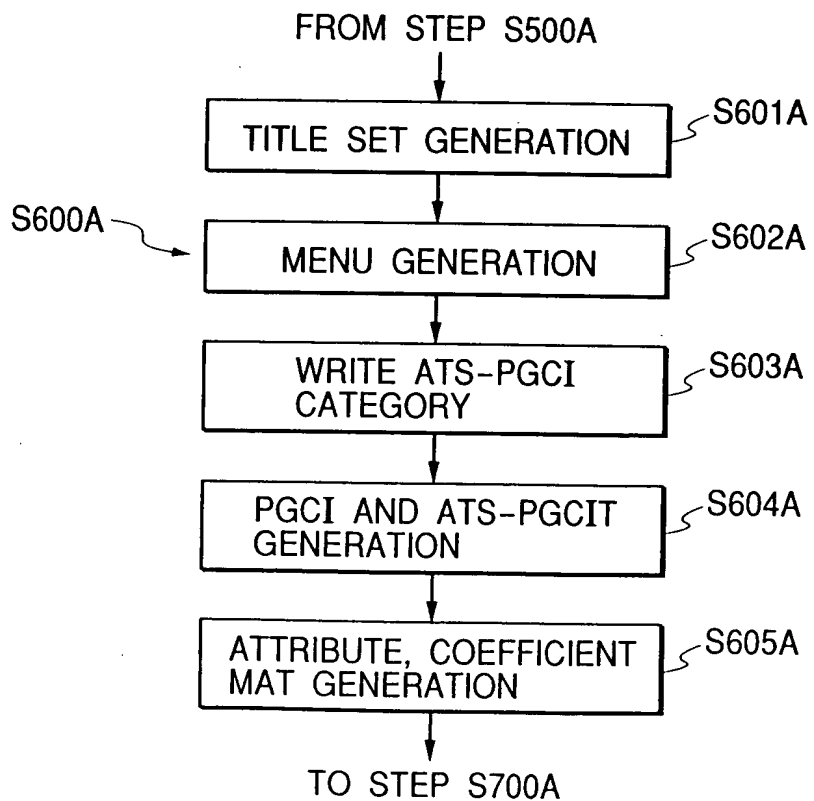 FROM STEP S500A
S601A
TITLE SET GENERATION
S600A
S602A
MENU GENERATION
S603A
WRITE ATS-PGCI
CATEGORY
S604A
PGCI AND ATS-PGCIT
GENERATION
S605A
ATTRIBUTE, COEFFICIENT
MAT GENERATION
TO STEP S700A